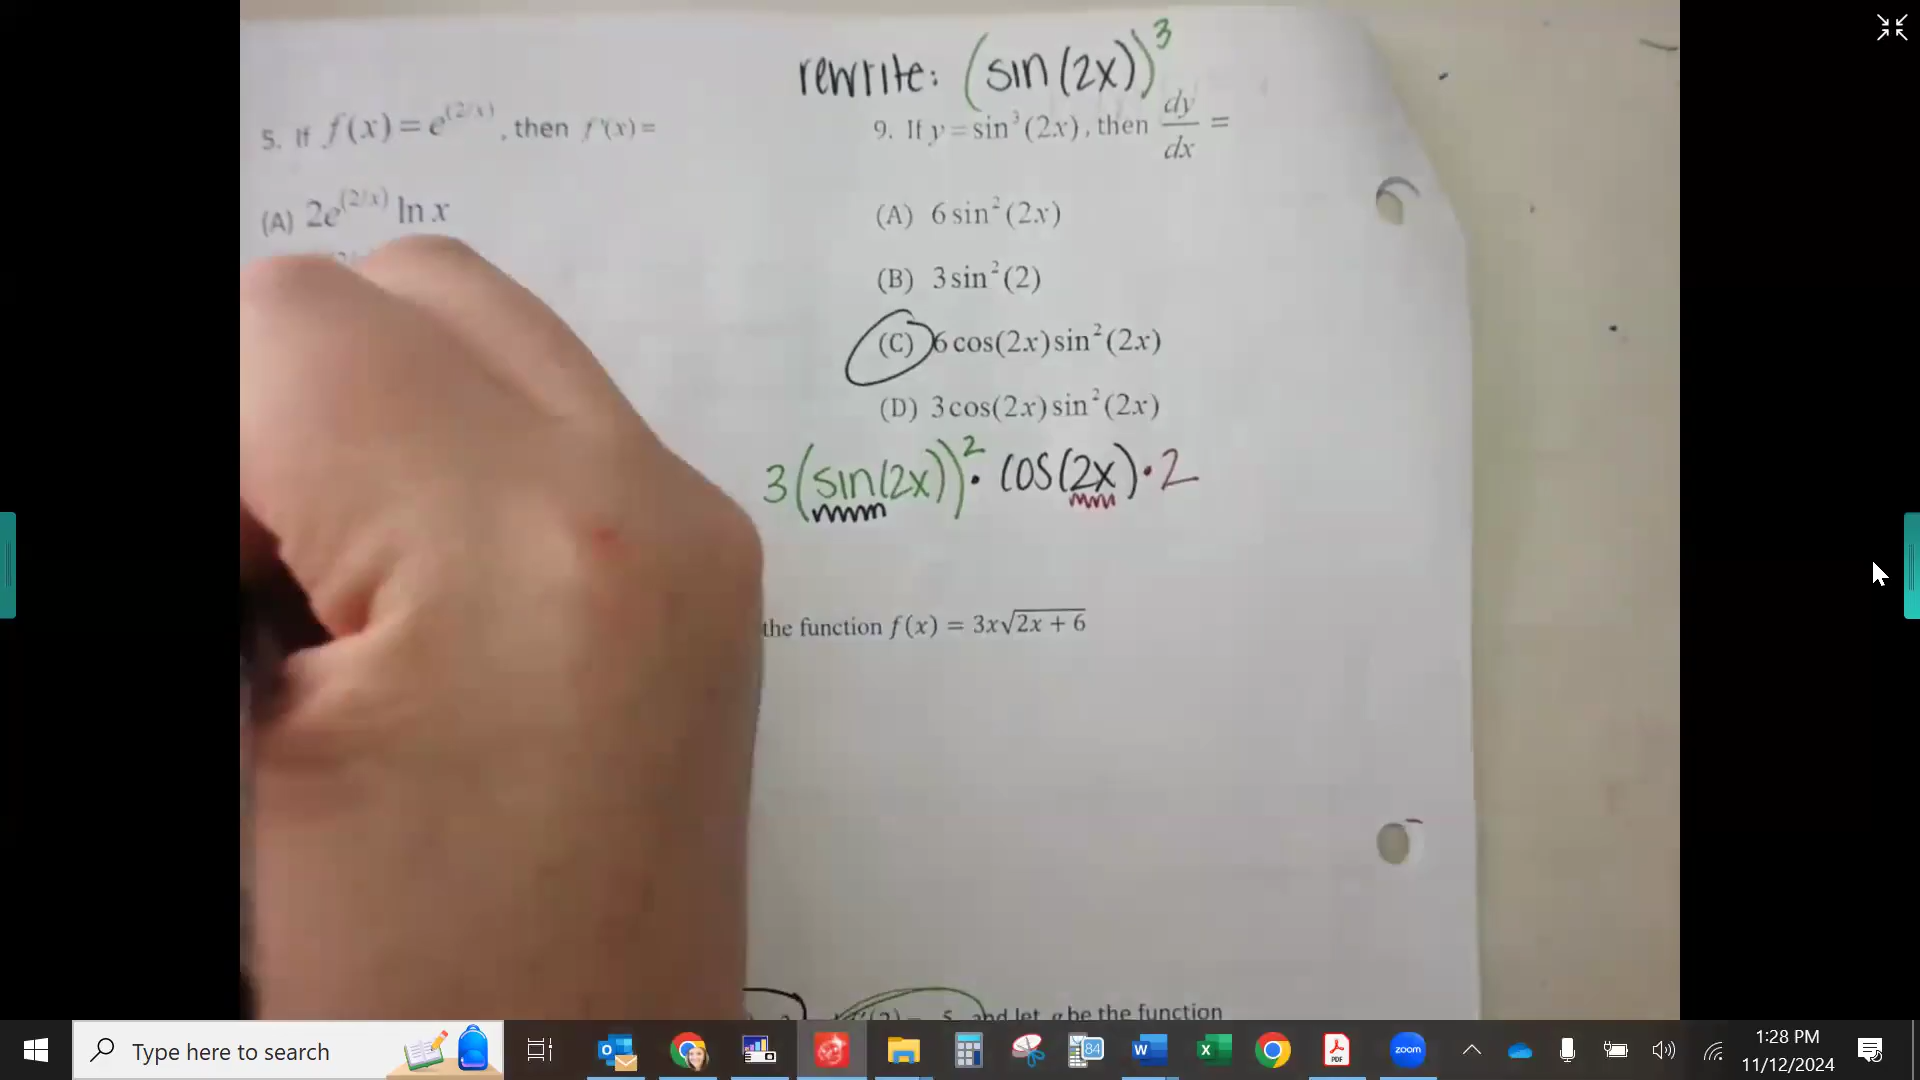 rewrite: (sin(2x))³
5. If f(x) = e^(2/x), then f'(x) =
(A) 2e^(2/x) ln x
9. If y = sin³(2x), then dy/dx =
(A) 6 sin²(2x)
(B) 3 sin²(2)
(C) 6 cos(2x) sin²(2x)
(D) 3 cos(2x) sin²(2x)
3(sin(2x))² · cos(2x) · 2
the function f(x) = 3x√(2x + 6)
and let g be the function
Type here to search
84
zoom
PDF
1:28 PM
11/12/2024